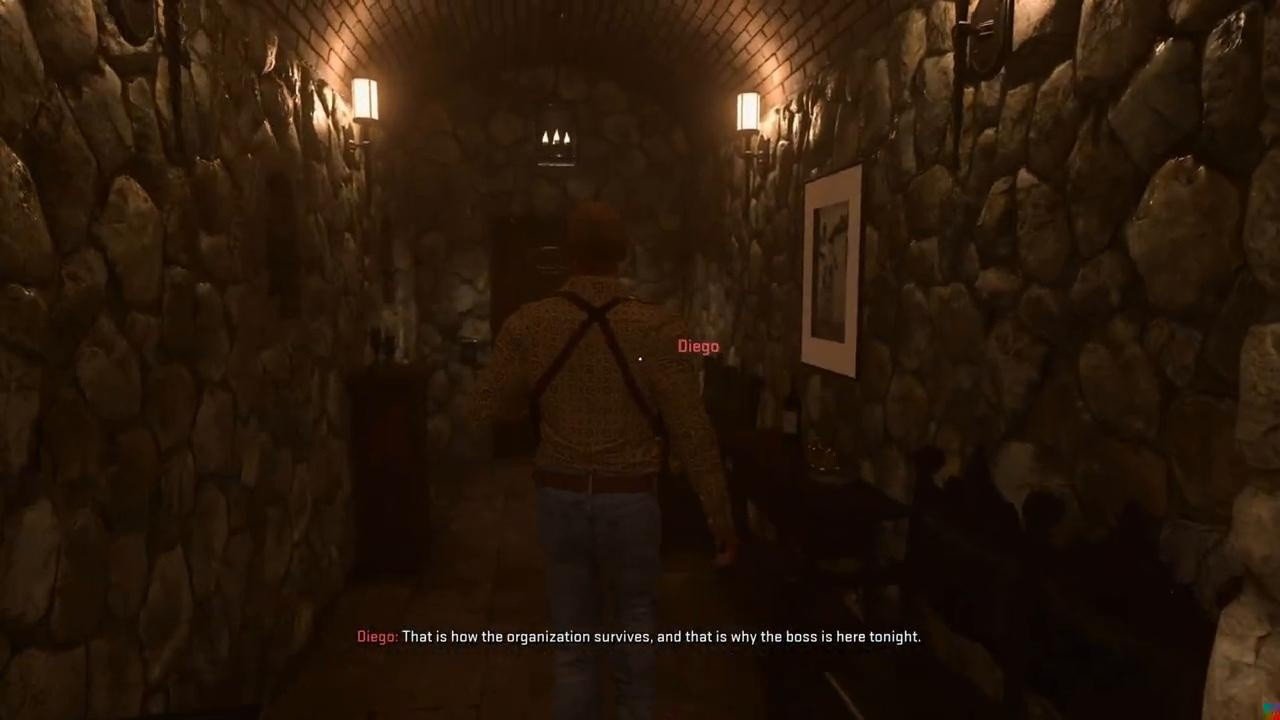 Diego
Diego: That is how the organization survives, and that is why the boss is here tonight.